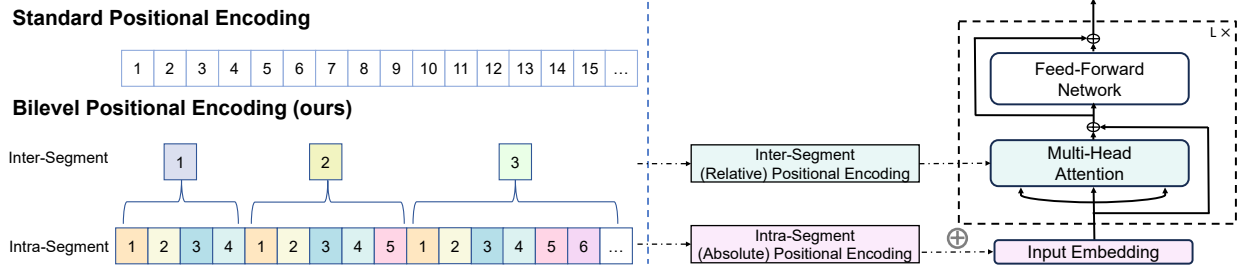 Standard Positional Encoding
1 2 3 4 5 6 7 8 9 10 11 12 13 14 15 ...
Bilevel Positional Encoding (ours)
Inter-Segment
1 2 3
Intra-Segment
1 2 3 4 1 2 3 4 5 1 2 3 4 5 6 ...
Inter-Segment
(Relative) Positional Encoding
Intra-Segment
(Absolute) Positional Encoding
L ×
Feed-Forward
Network
Multi-Head
Attention
Input Embedding